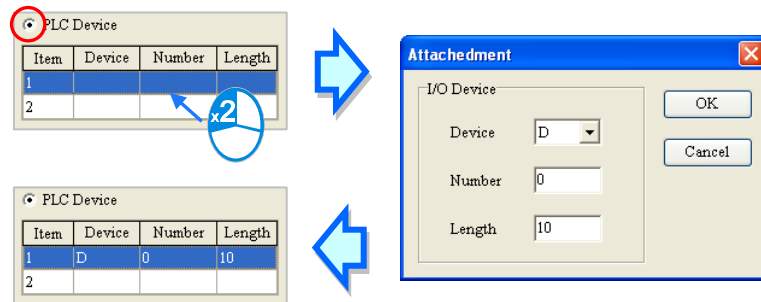 PLC Device
Item Device Number Length
1
2
x2
Attachedment
I/O Device
Device D
Number 0
Length 10
OK
Cancel
PLC Device
Item Device Number Length
1 D 0 10
2